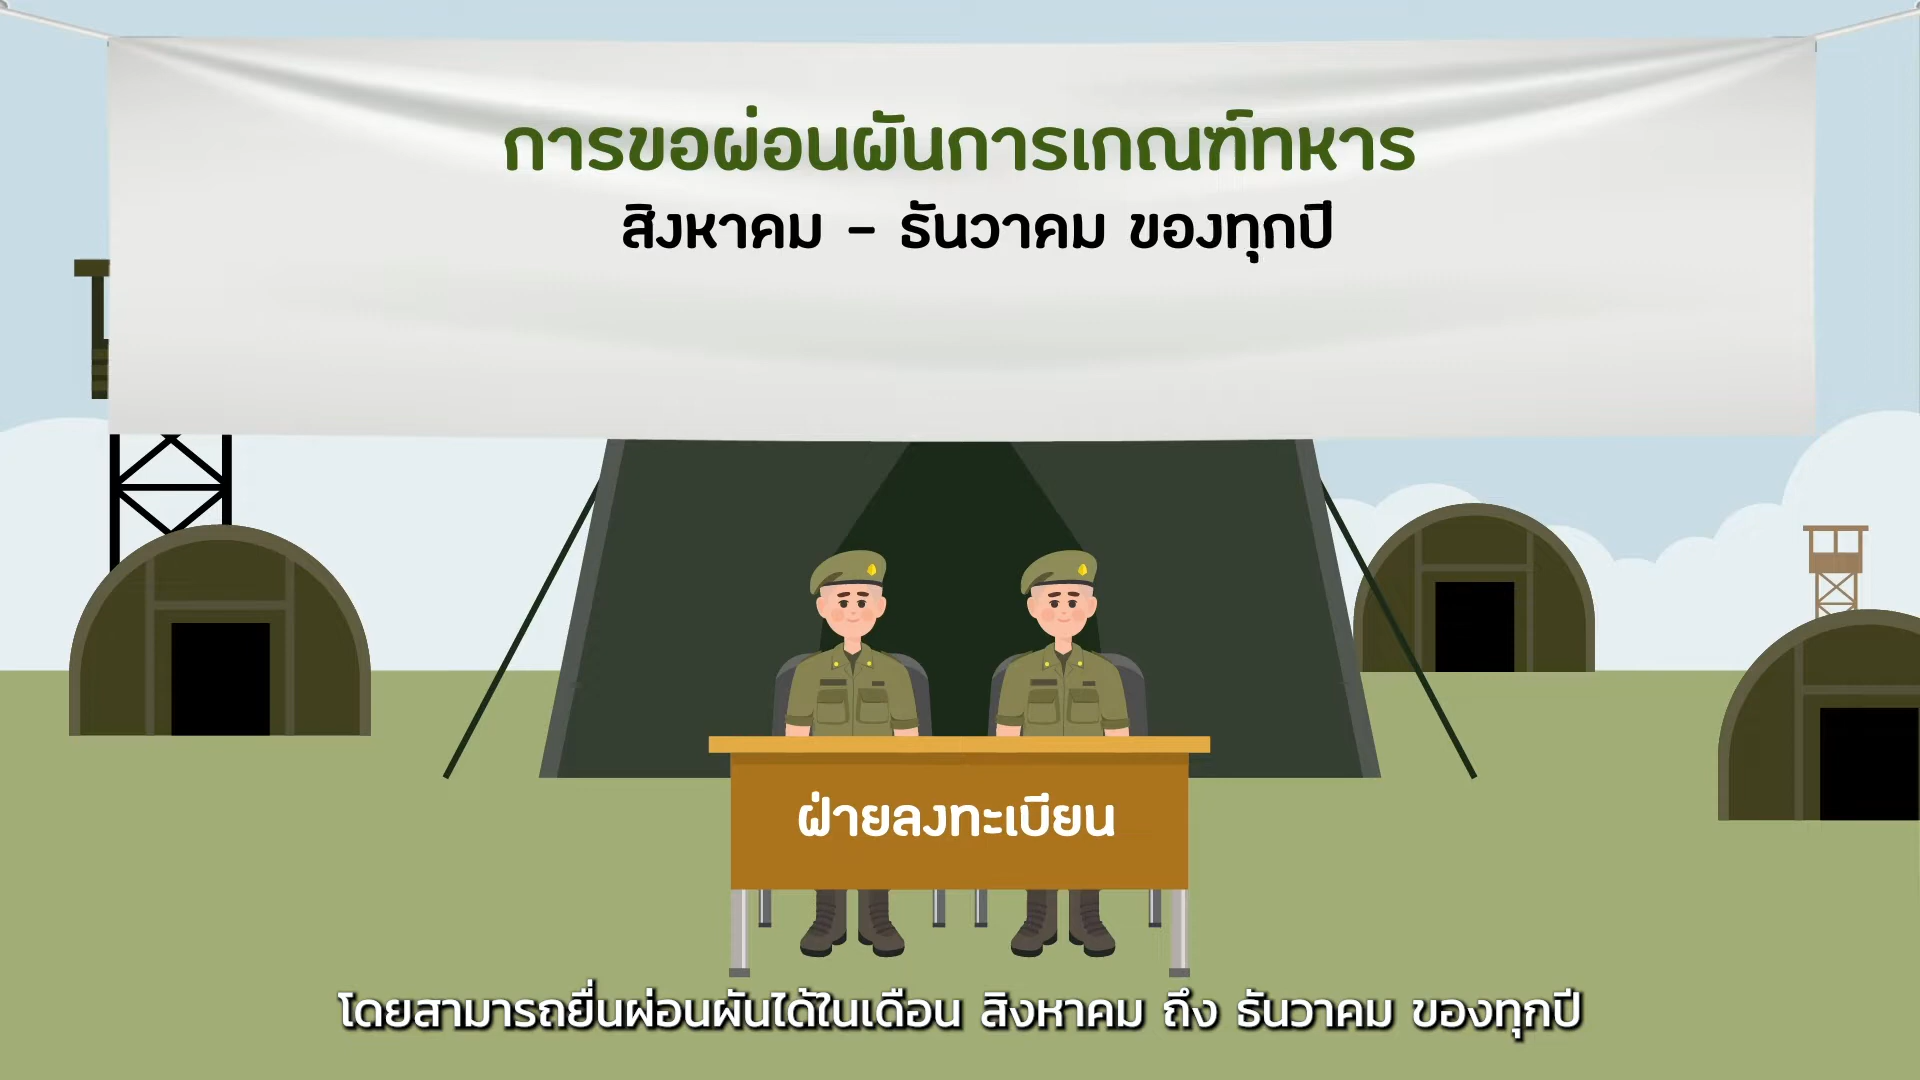 การขอผ่อนผันการเกณฑ์ทหาร
สิงหาคม - ธันวาคม ของทุกปี
ฝ่ายลงทะเบียน
โดยสามารถยื่นผ่อนผันได้ในเดือน สิงหาคม ถึง ธันวาคม ของทุกปี